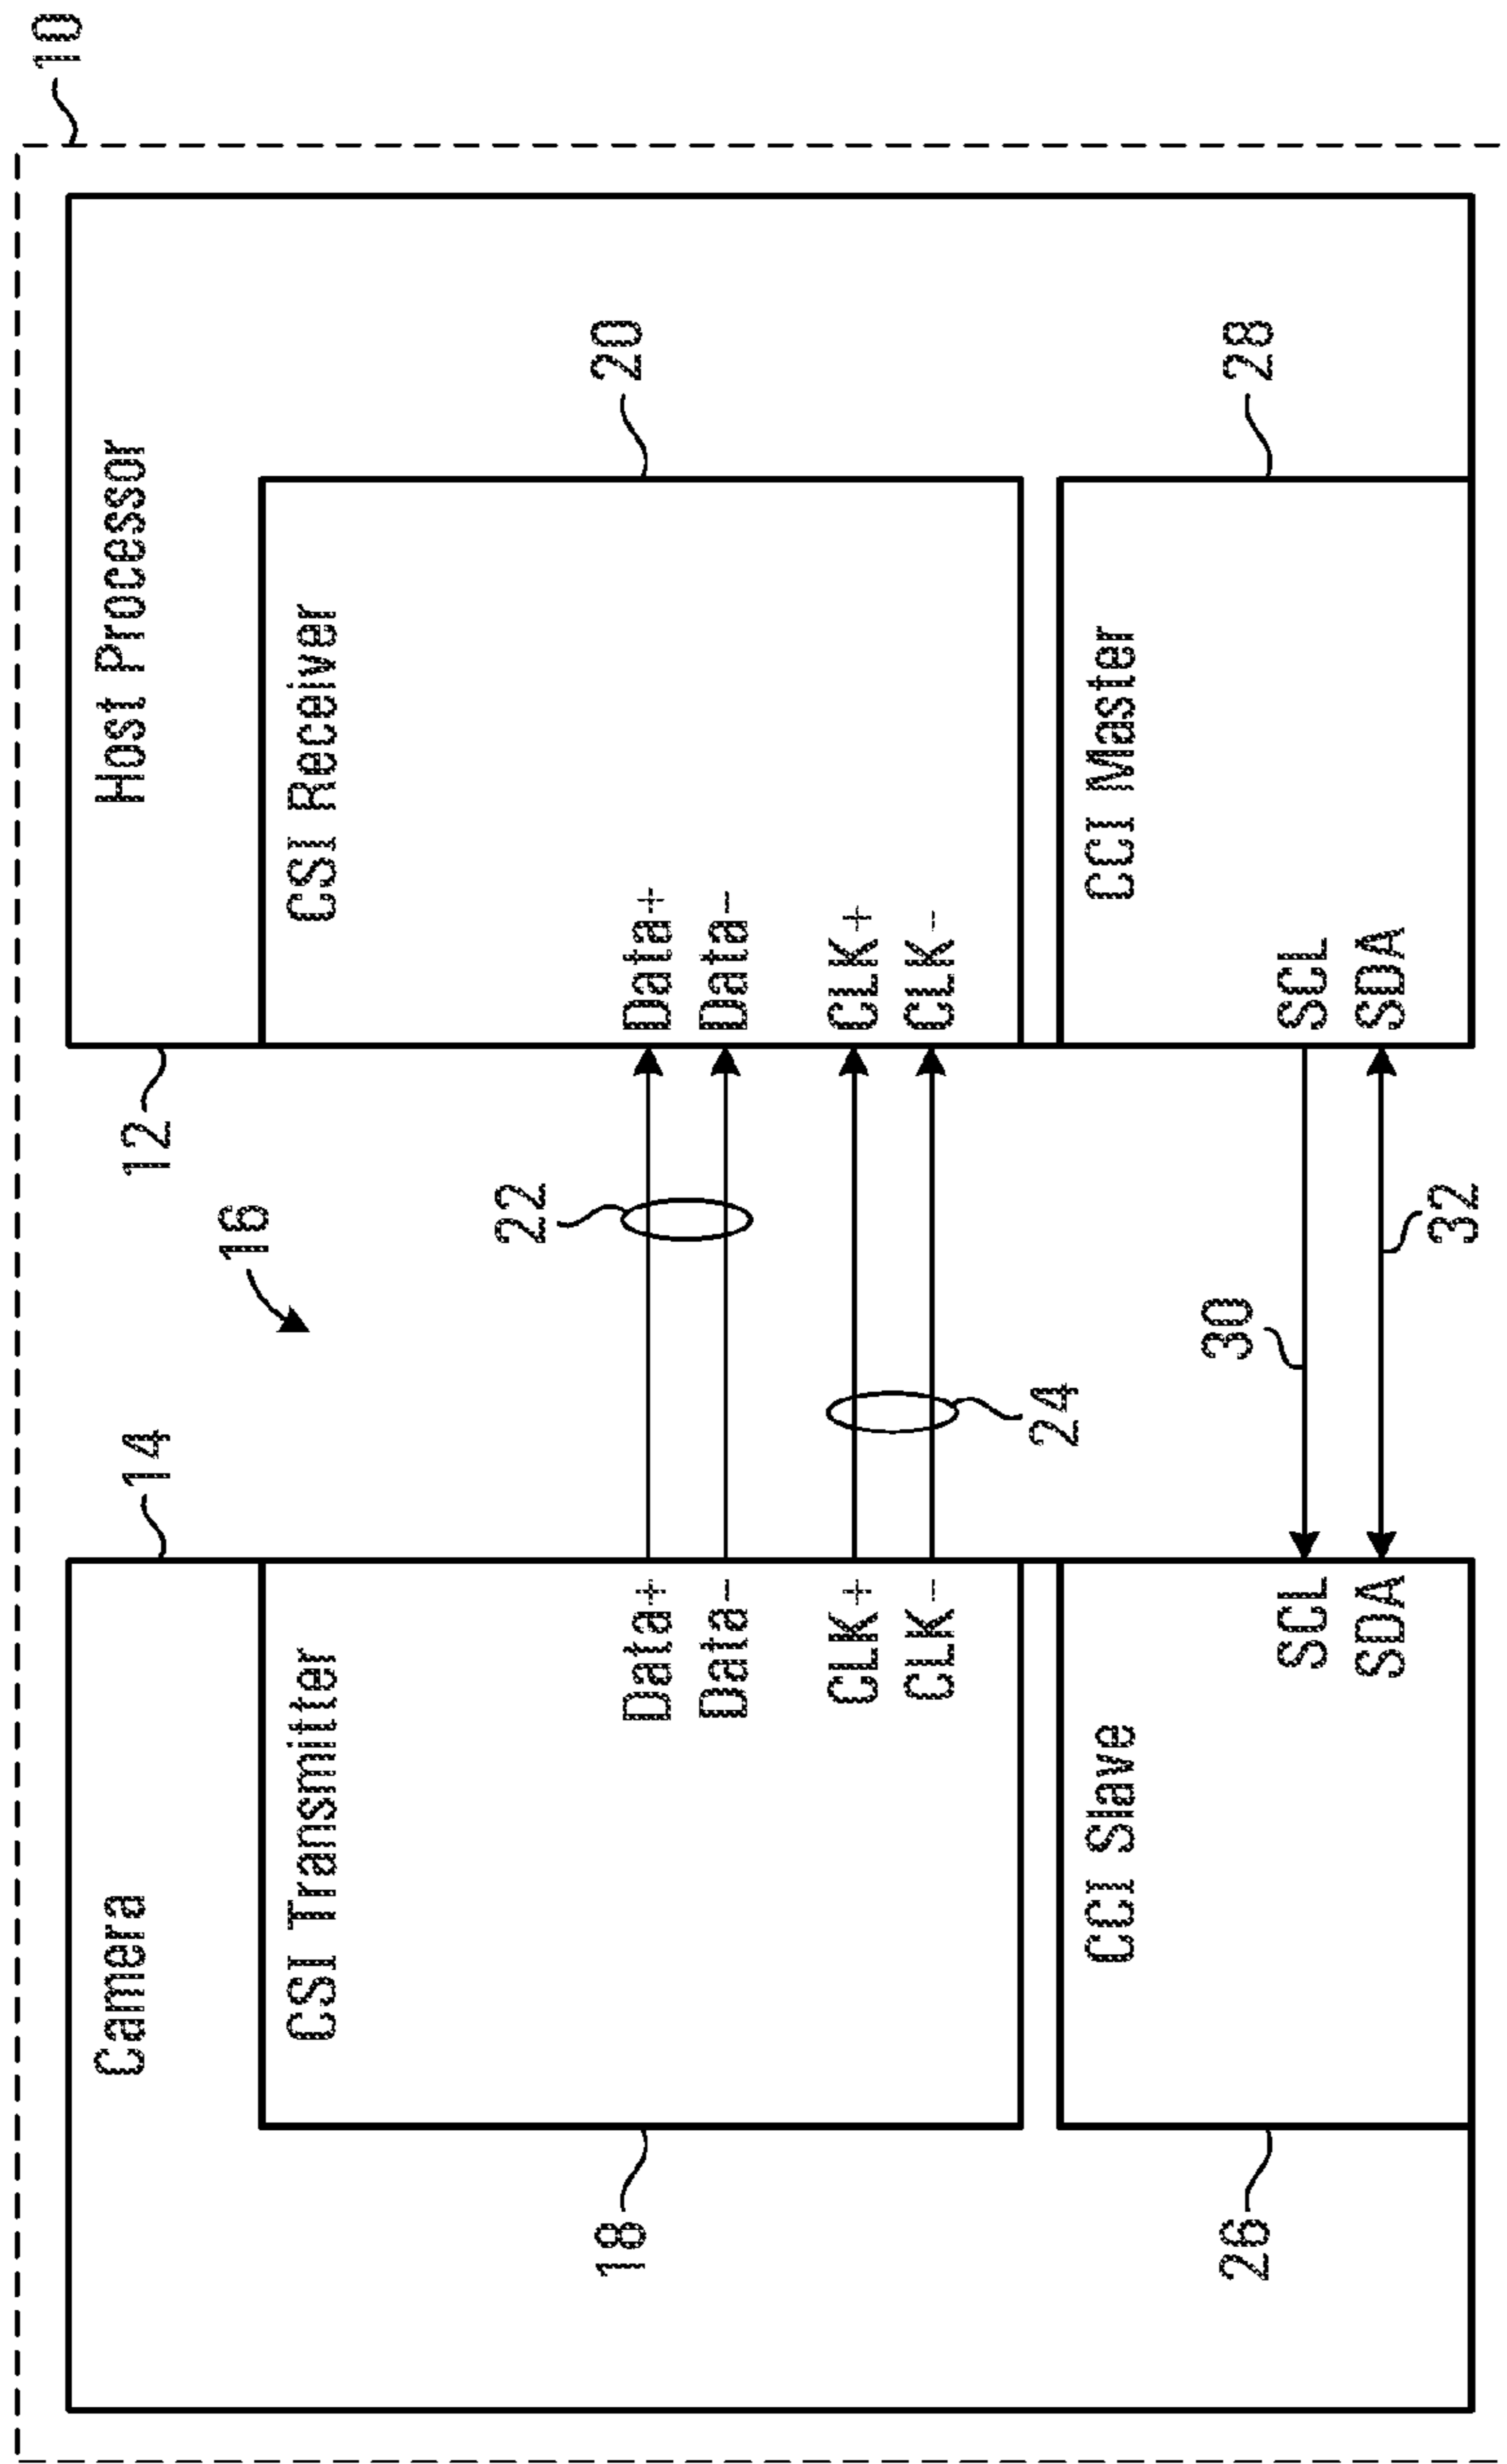 10
Camera
14
16
12
Host Processor
CSI Transmitter
CSI Receiver
18
22
20
Data+
Data+
Data-
Data-
CLK+
CLK+
CLK-
CLK-
24
CCI Slave
CCI Master
26
30
28
SCL
SCL
SDA
SDA
32